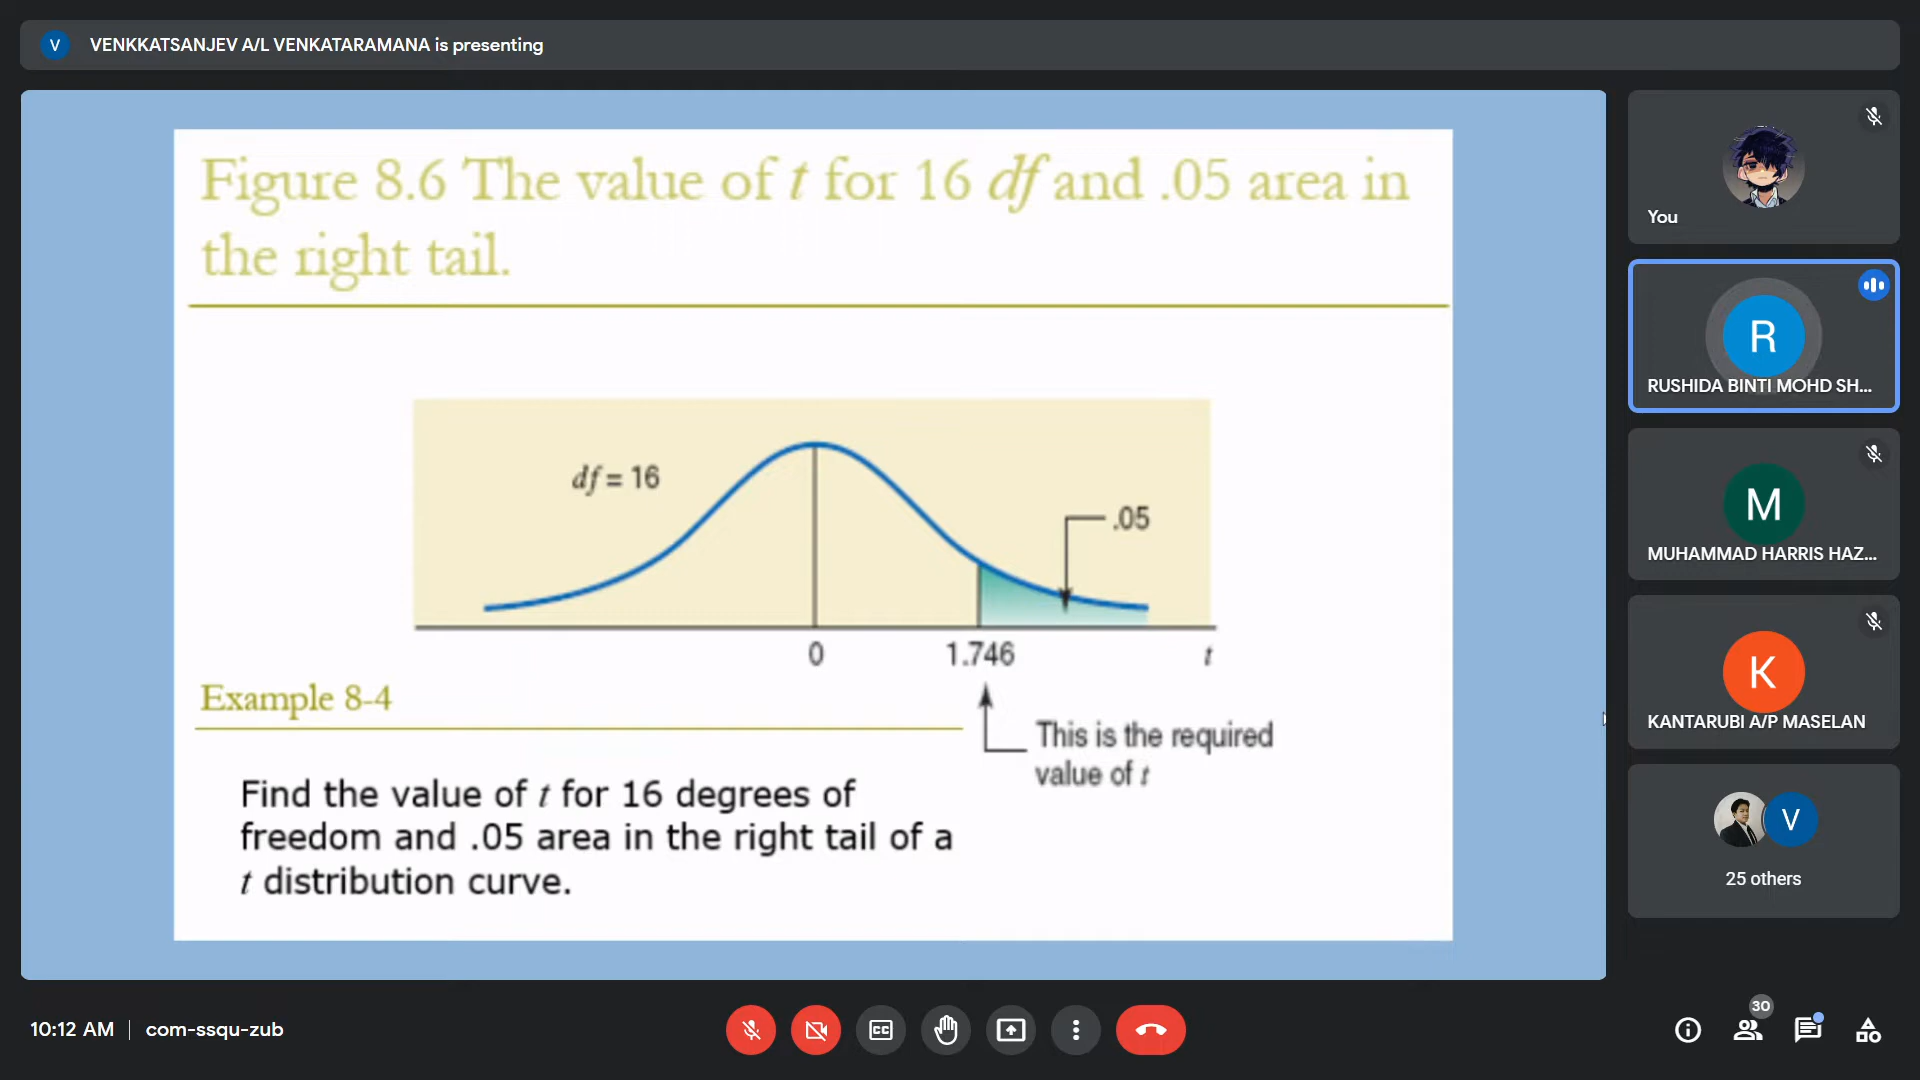 V VENKKATSANJEV A/L VENKATARAMANA is presenting
Figure 8.6 The value of t for 16 df and .05 area in
the right tail.
df = 16
.05
0
1.746
t
This is the required
value of t
Example 8-4
Find the value of t for 16 degrees of
freedom and .05 area in the right tail of a
t distribution curve.
You
R
RUSHIDA BINTI MOHD SH...
M
MUHAMMAD HARRIS HAZ...
K
KANTARUBI A/P MASELAN
V
25 others
10:12 AM | com-ssqu-zub
CC
30